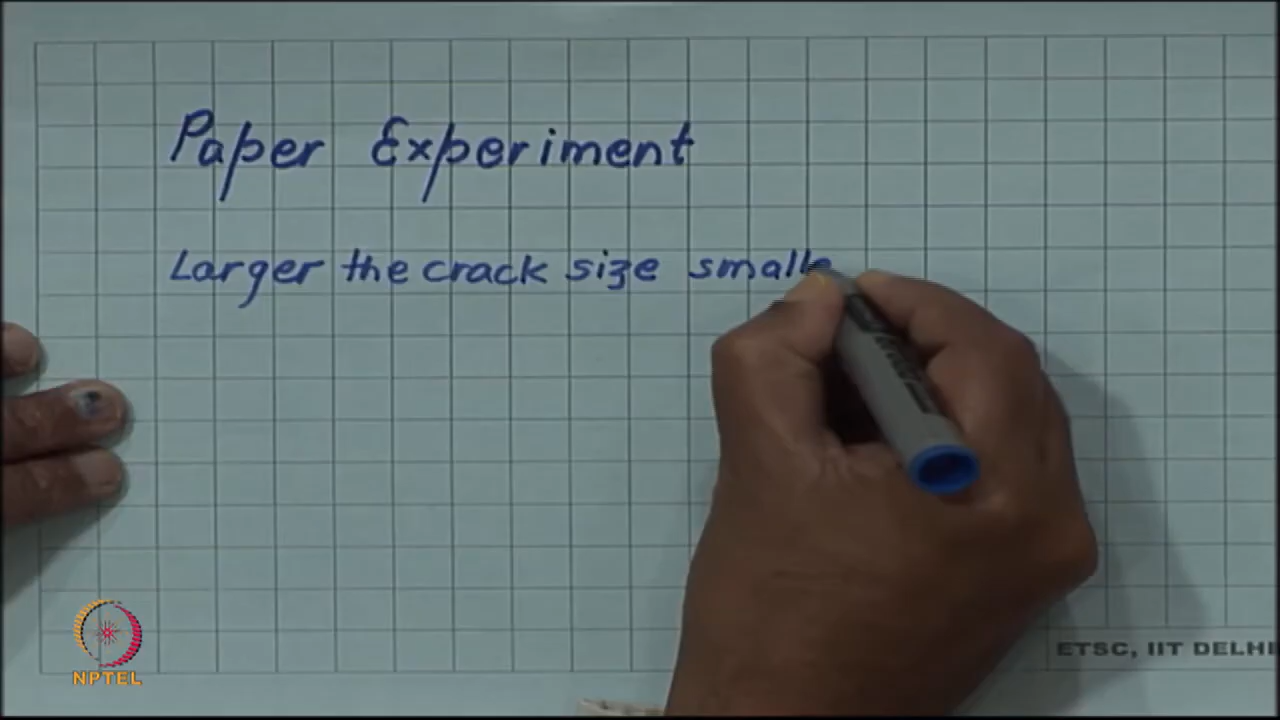 Paper Experiment
Larger the crack size smalle
NPTEL
ETSC, IIT DELHI